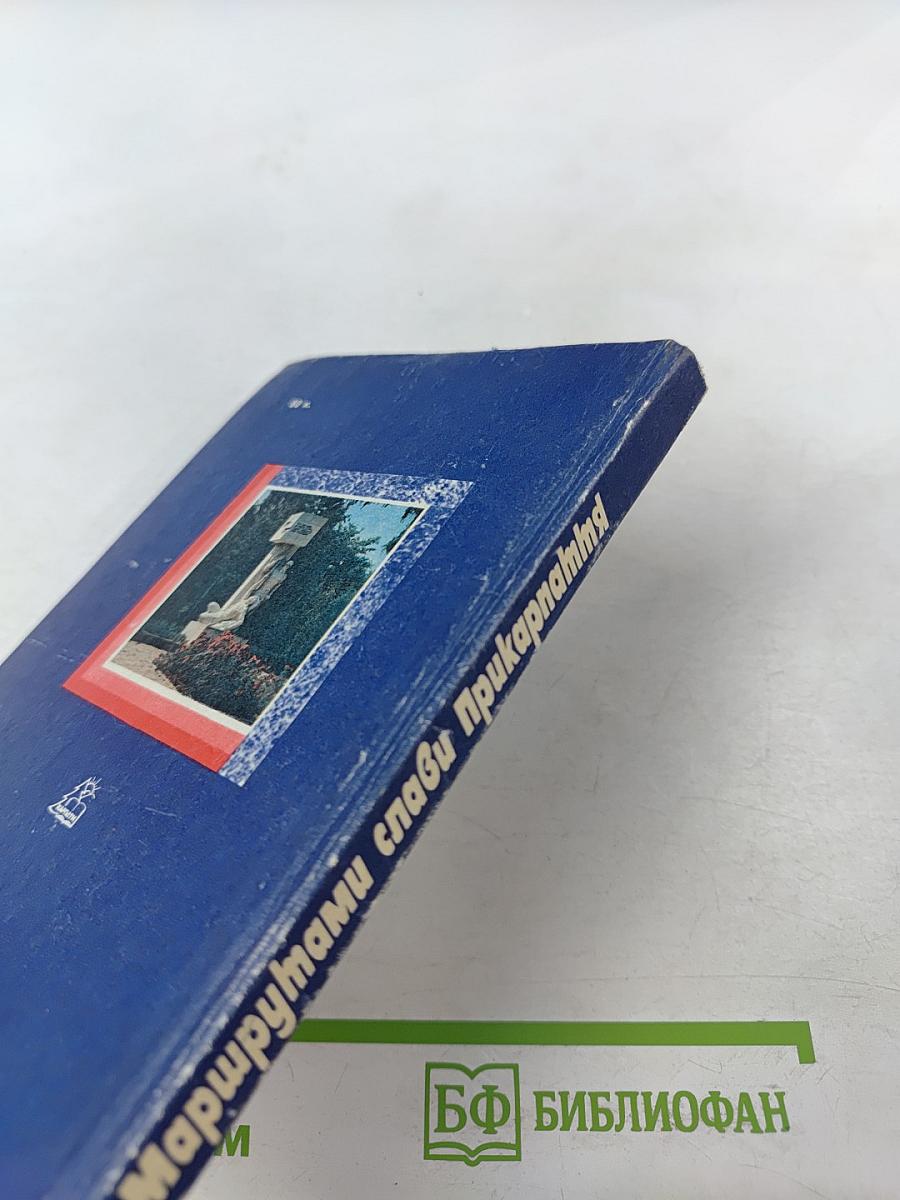 Маршрутами слави Прикарпаття
БФ БИБЛИОФАН
М